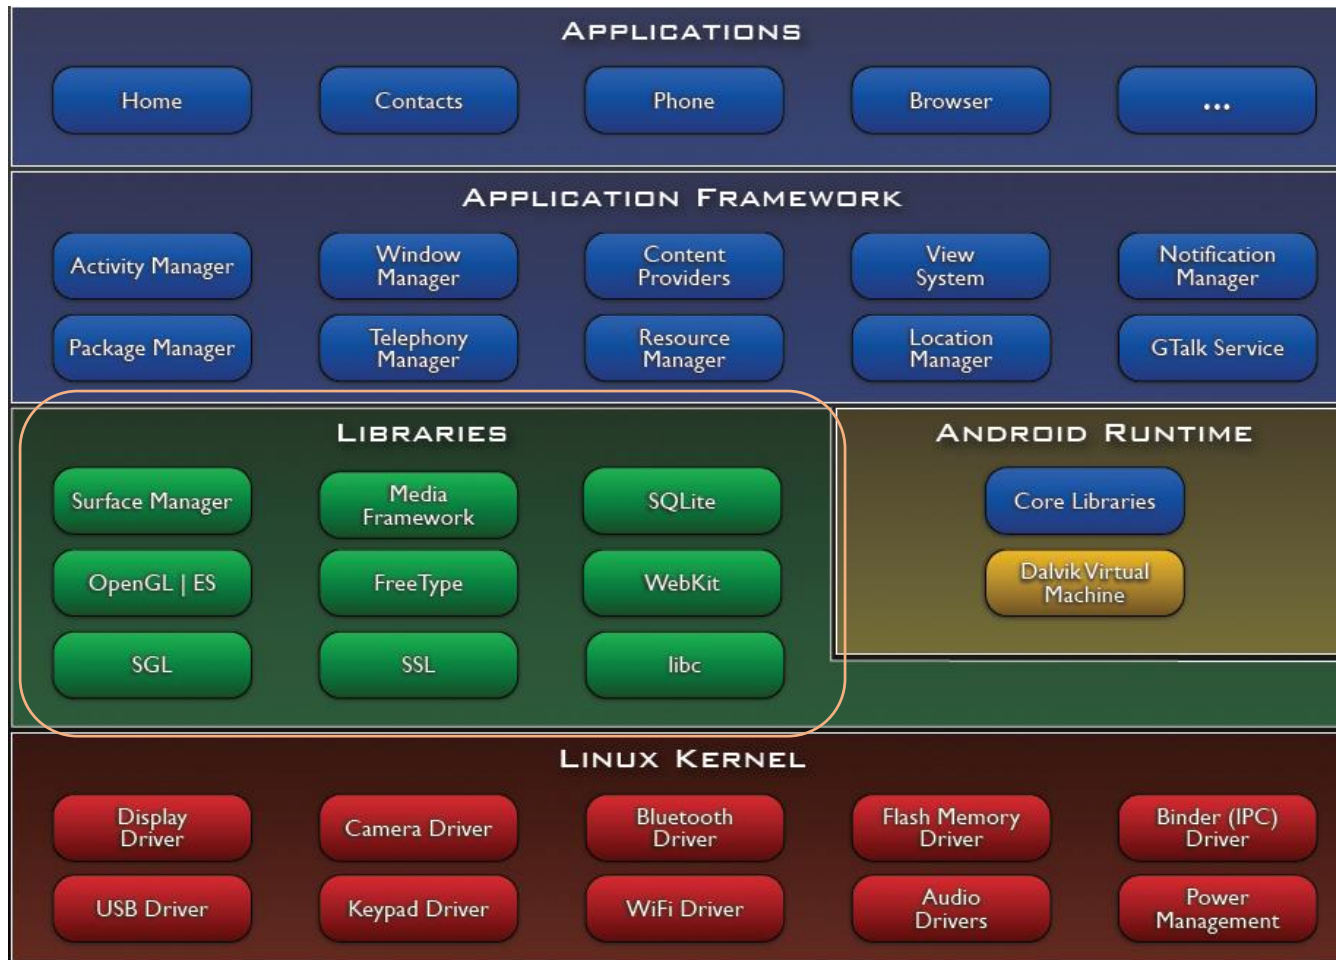 APPLICATIONS
Home
Contacts
Phone
Browser
...
APPLICATION FRAMEWORK
Activity Manager
Window
Manager
Content
Providers
View
System
Notification
Manager
Package Manager
Telephony
Manager
Resource
Manager
Location
Manager
GTalk Service
LIBRARIES
Surface Manager
Media
Framework
SQLite
OpenGL | ES
FreeType
WebKit
SGL
SSL
libc
ANDROID RUNTIME
Core Libraries
Dalvik Virtual
Machine
LINUX KERNEL
Display
Driver
Camera Driver
Bluetooth
Driver
Flash Memory
Driver
Binder (IPC)
Driver
USB Driver
Keypad Driver
WiFi Driver
Audio
Drivers
Power
Management